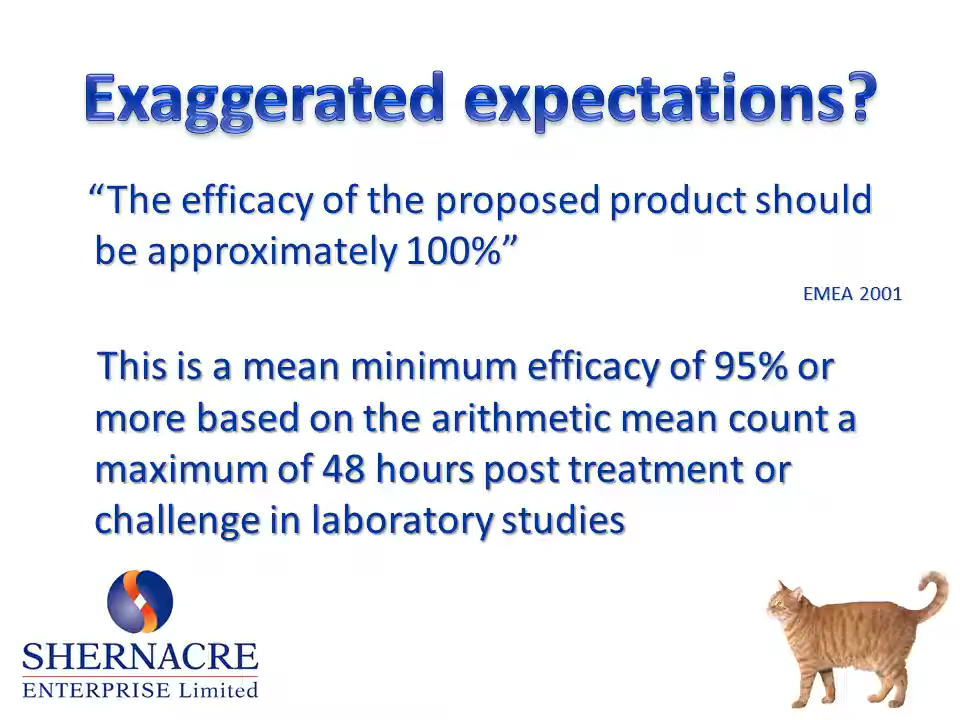 Exaggerated expectations?
“The efficacy of the proposed product should
be approximately 100%”
EMEA 2001
This is a mean minimum efficacy of 95% or
more based on the arithmetic mean count a
maximum of 48 hours post treatment or
challenge in laboratory studies
SHERNACRE
ENTERPRISE Limited